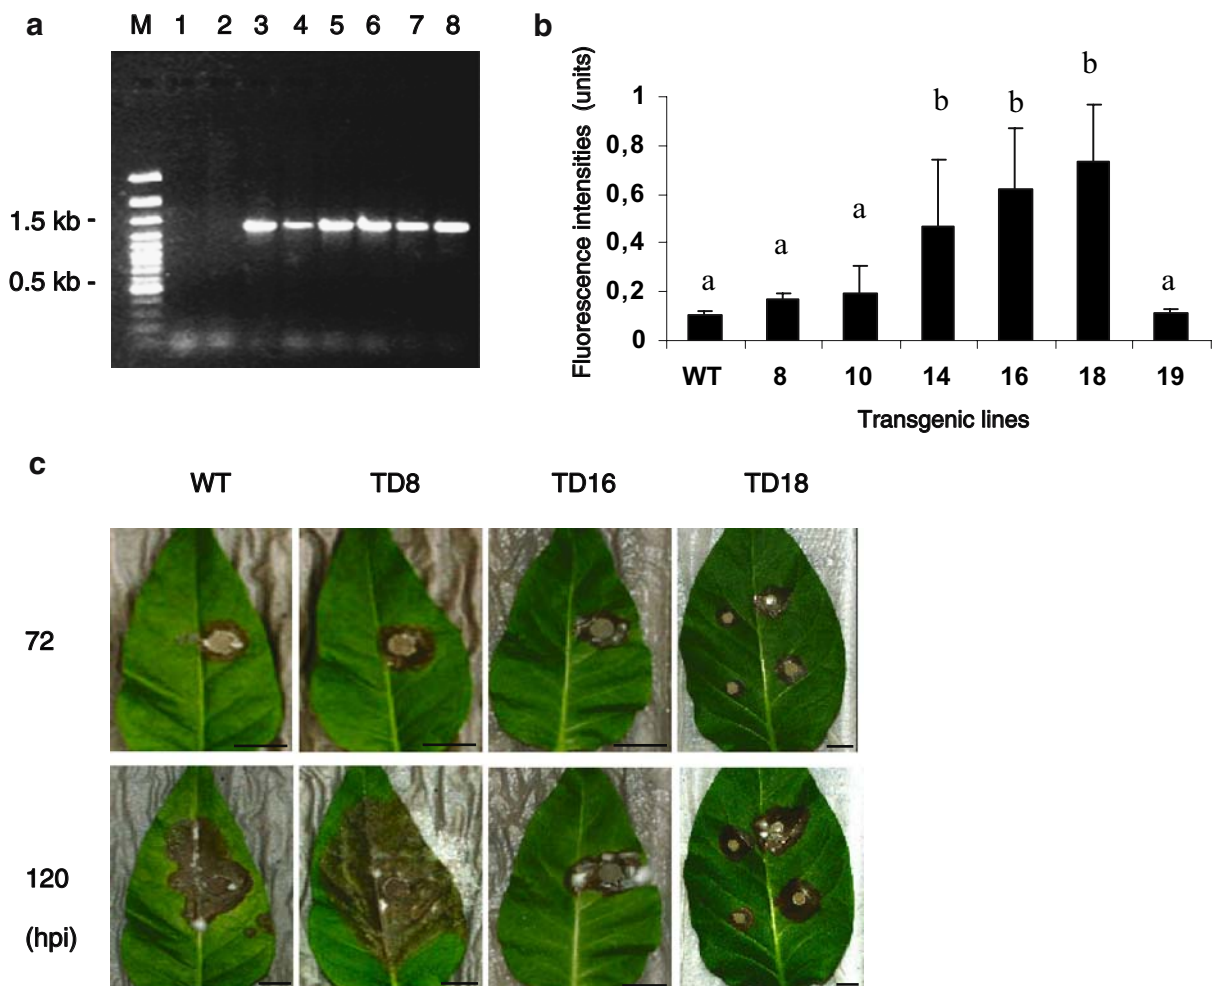 a
M 1 2 3 4 5 6 7 8
1.5 kb -
0.5 kb -
b
Fluorescence intensities (units)
1
0,8
0,6
0,4
0,2
0
a a a b b b a
WT 8 10 14 16 18 19
Transgenic lines
c
WT TD8 TD16 TD18
72
120
(hpi)